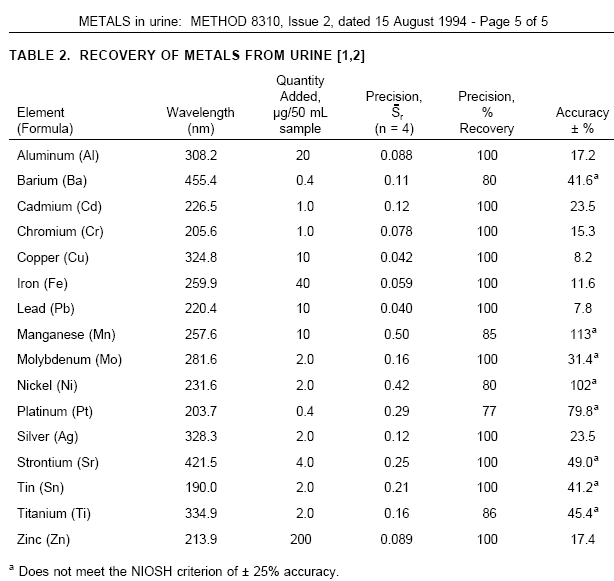 METALS in urine: METHOD 8310, Issue 2, dated 15 August 1994 - Page 5 of 5
TABLE 2. RECOVERY OF METALS FROM URINE [1,2]
Quantity
Added, Precision, Precision,
Element Wavelength µg/50 mL S̄r % Accuracy
(Formula) (nm) sample (n = 4) Recovery ± %
Aluminum (Al) 308.2 20 0.088 100 17.2
Barium (Ba) 455.4 0.4 0.11 80 41.6ᵃ
Cadmium (Cd) 226.5 1.0 0.12 100 23.5
Chromium (Cr) 205.6 1.0 0.078 100 15.3
Copper (Cu) 324.8 10 0.042 100 8.2
Iron (Fe) 259.9 40 0.059 100 11.6
Lead (Pb) 220.4 10 0.040 100 7.8
Manganese (Mn) 257.6 10 0.50 85 113ᵃ
Molybdenum (Mo) 281.6 2.0 0.16 100 31.4ᵃ
Nickel (Ni) 231.6 2.0 0.42 80 102ᵃ
Platinum (Pt) 203.7 0.4 0.29 77 79.8ᵃ
Silver (Ag) 328.3 2.0 0.12 100 23.5
Strontium (Sr) 421.5 4.0 0.25 100 49.0ᵃ
Tin (Sn) 190.0 2.0 0.21 100 41.2ᵃ
Titanium (Ti) 334.9 2.0 0.16 86 45.4ᵃ
Zinc (Zn) 213.9 200 0.089 100 17.4
ᵃ Does not meet the NIOSH criterion of ± 25% accuracy.